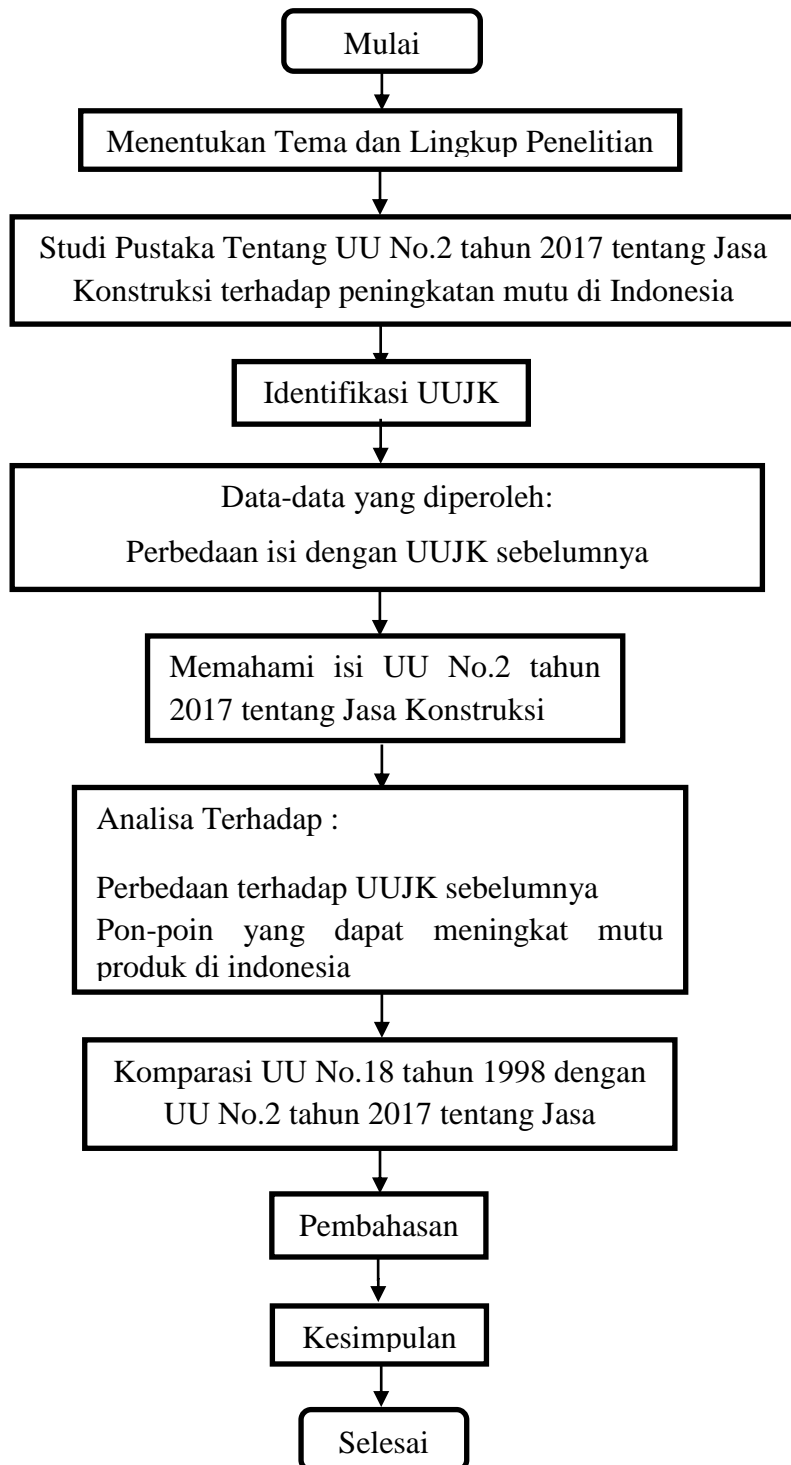 Mulai
Menentukan Tema dan Lingkup Penelitian
Studi Pustaka Tentang UU No.2 tahun 2017 tentang Jasa
Konstruksi terhadap peningkatan mutu di Indonesia
Identifikasi UUJK
Data-data yang diperoleh:
Perbedaan isi dengan UUJK sebelumnya
Memahami isi UU No.2 tahun
2017 tentang Jasa Konstruksi
Analisa Terhadap :
Perbedaan terhadap UUJK sebelumnya
Pon-poin yang dapat meningkat mutu
produk di indonesia
Komparasi UU No.18 tahun 1998 dengan
UU No.2 tahun 2017 tentang Jasa
Pembahasan
Kesimpulan
Selesai